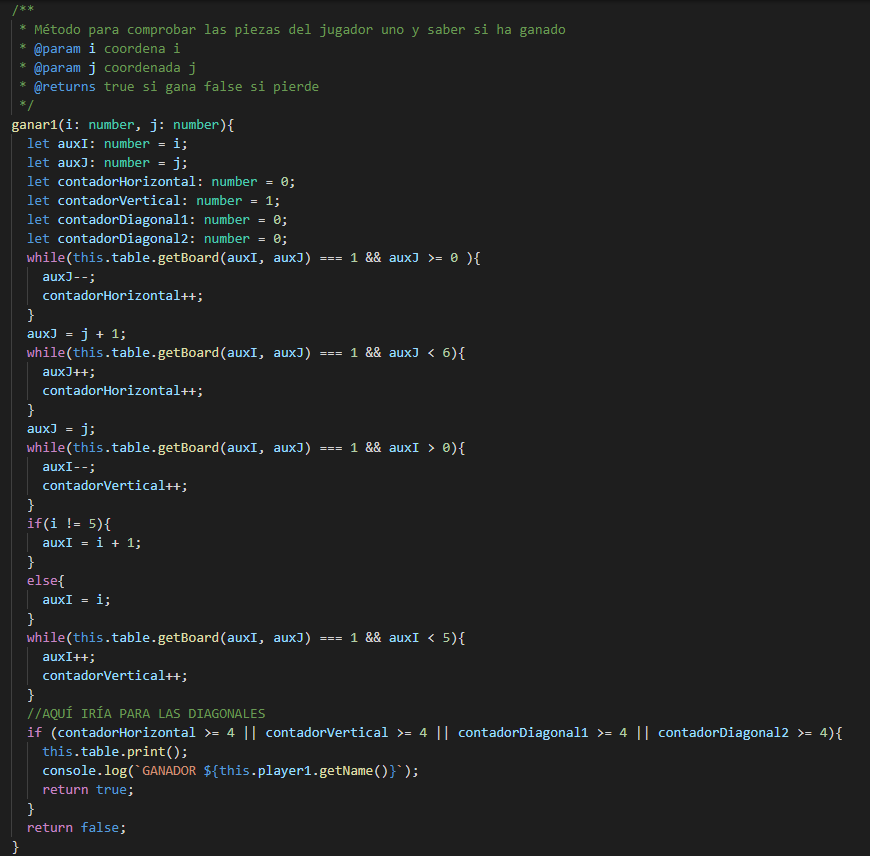 /**
 * Método para comprobar las piezas del jugador uno y saber si ha ganado
 * @param i coordena i
 * @param j coordenada j
 * @returns true si gana false si pierde
 */
ganar1(i: number, j: number){
  let auxI: number = i;
  let auxJ: number = j;
  let contadorHorizontal: number = 0;
  let contadorVertical: number = 1;
  let contadorDiagonal1: number = 0;
  let contadorDiagonal2: number = 0;
  while(this.table.getBoard(auxI, auxJ) === 1 && auxJ >= 0 ){
    auxJ--;
    contadorHorizontal++;
  }
  auxJ = j + 1;
  while(this.table.getBoard(auxI, auxJ) === 1 && auxJ < 6){
    auxJ++;
    contadorHorizontal++;
  }
  auxJ = j;
  while(this.table.getBoard(auxI, auxJ) === 1 && auxI > 0){
    auxI--;
    contadorVertical++;
  }
  if(i != 5){
    auxI = i + 1;
  }
  else{
    auxI = i;
  }
  while(this.table.getBoard(auxI, auxJ) === 1 && auxI < 5){
    auxI++;
    contadorVertical++;
  }
  //AQUÍ IRÍA PARA LAS DIAGONALES
  if (contadorHorizontal >= 4 || contadorVertical >= 4 || contadorDiagonal1 >= 4 || contadorDiagonal2 >= 4){
    this.table.print();
    console.log(`GANADOR ${this.player1.getName()}`);
    return true;
  }
  return false;
}